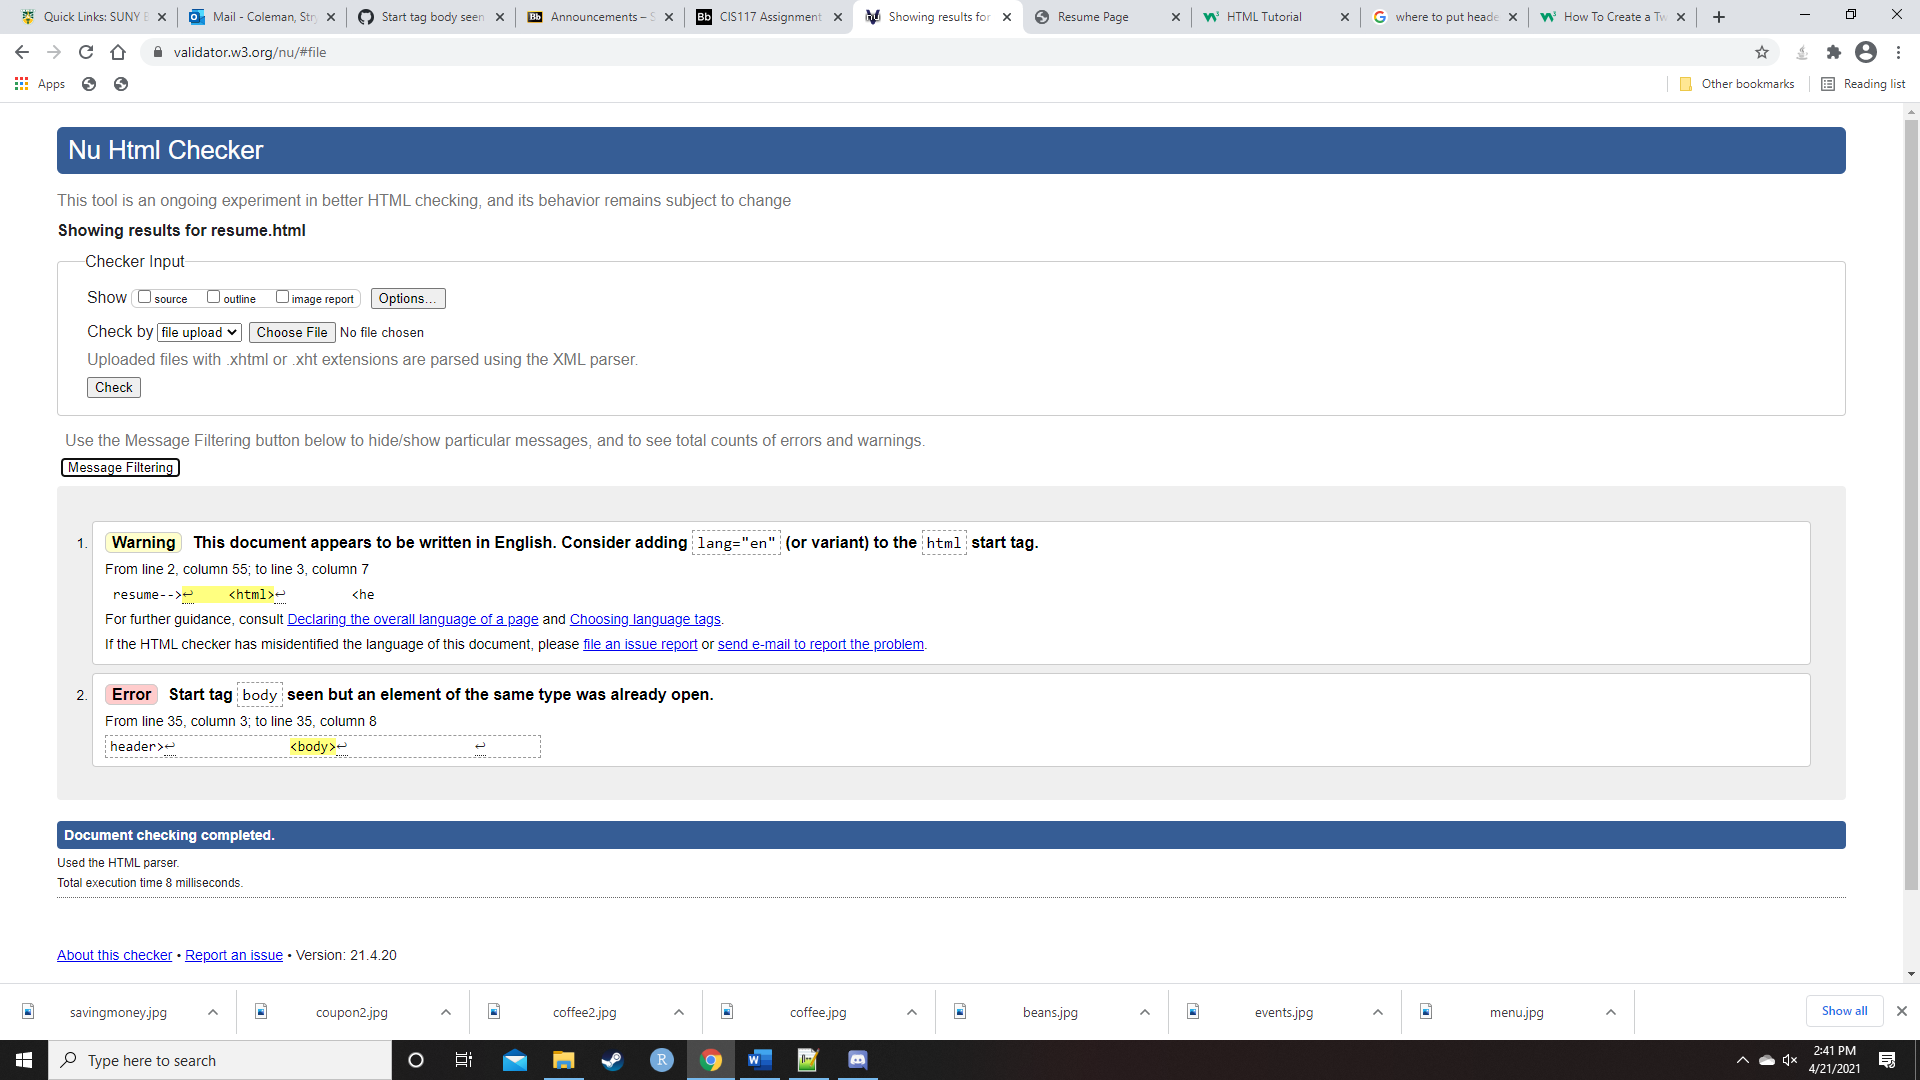 Quick Links: SUNY B
Mail - Coleman, Stry
Start tag body seen
Announcements – S
CIS117 Assignment
Showing results for
Resume Page
HTML Tutorial
where to put heade
How To Create a Tw
validator.w3.org/nu/#file
Apps
Other bookmarks
Reading list
Nu Html Checker
This tool is an ongoing experiment in better HTML checking, and its behavior remains subject to change
Showing results for resume.html
Checker Input
Show source outline image report Options...
Check by file upload Choose File No file chosen
Uploaded files with .xhtml or .xht extensions are parsed using the XML parser.
Check
Use the Message Filtering button below to hide/show particular messages, and to see total counts of errors and warnings.
Message Filtering
1. Warning This document appears to be written in English. Consider adding lang="en" (or variant) to the html start tag.
From line 2, column 55; to line 3, column 7
resume-->↩ <html>↩ <he
For further guidance, consult Declaring the overall language of a page and Choosing language tags.
If the HTML checker has misidentified the language of this document, please file an issue report or send e-mail to report the problem.
2. Error Start tag body seen but an element of the same type was already open.
From line 35, column 3; to line 35, column 8
header>↩ <body>↩ ↩
Document checking completed.
Used the HTML parser.
Total execution time 8 milliseconds.
About this checker • Report an issue • Version: 21.4.20
savingmoney.jpg
coupon2.jpg
coffee2.jpg
coffee.jpg
beans.jpg
events.jpg
menu.jpg
Show all
Type here to search
2:41 PM
4/21/2021